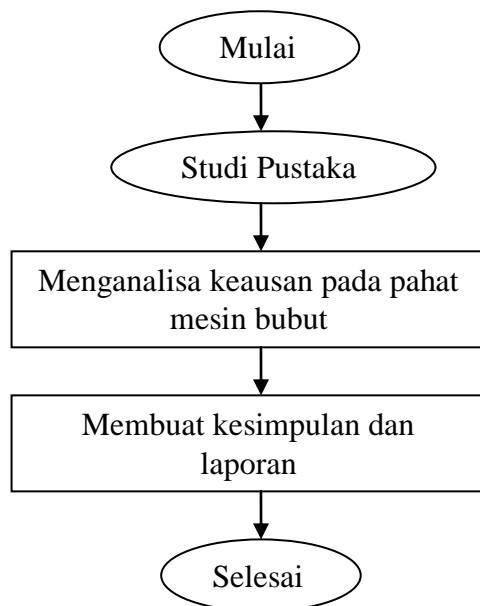 Mulai
Studi Pustaka
Menganalisa keausan pada pahat
mesin bubut
Membuat kesimpulan dan
laporan
Selesai